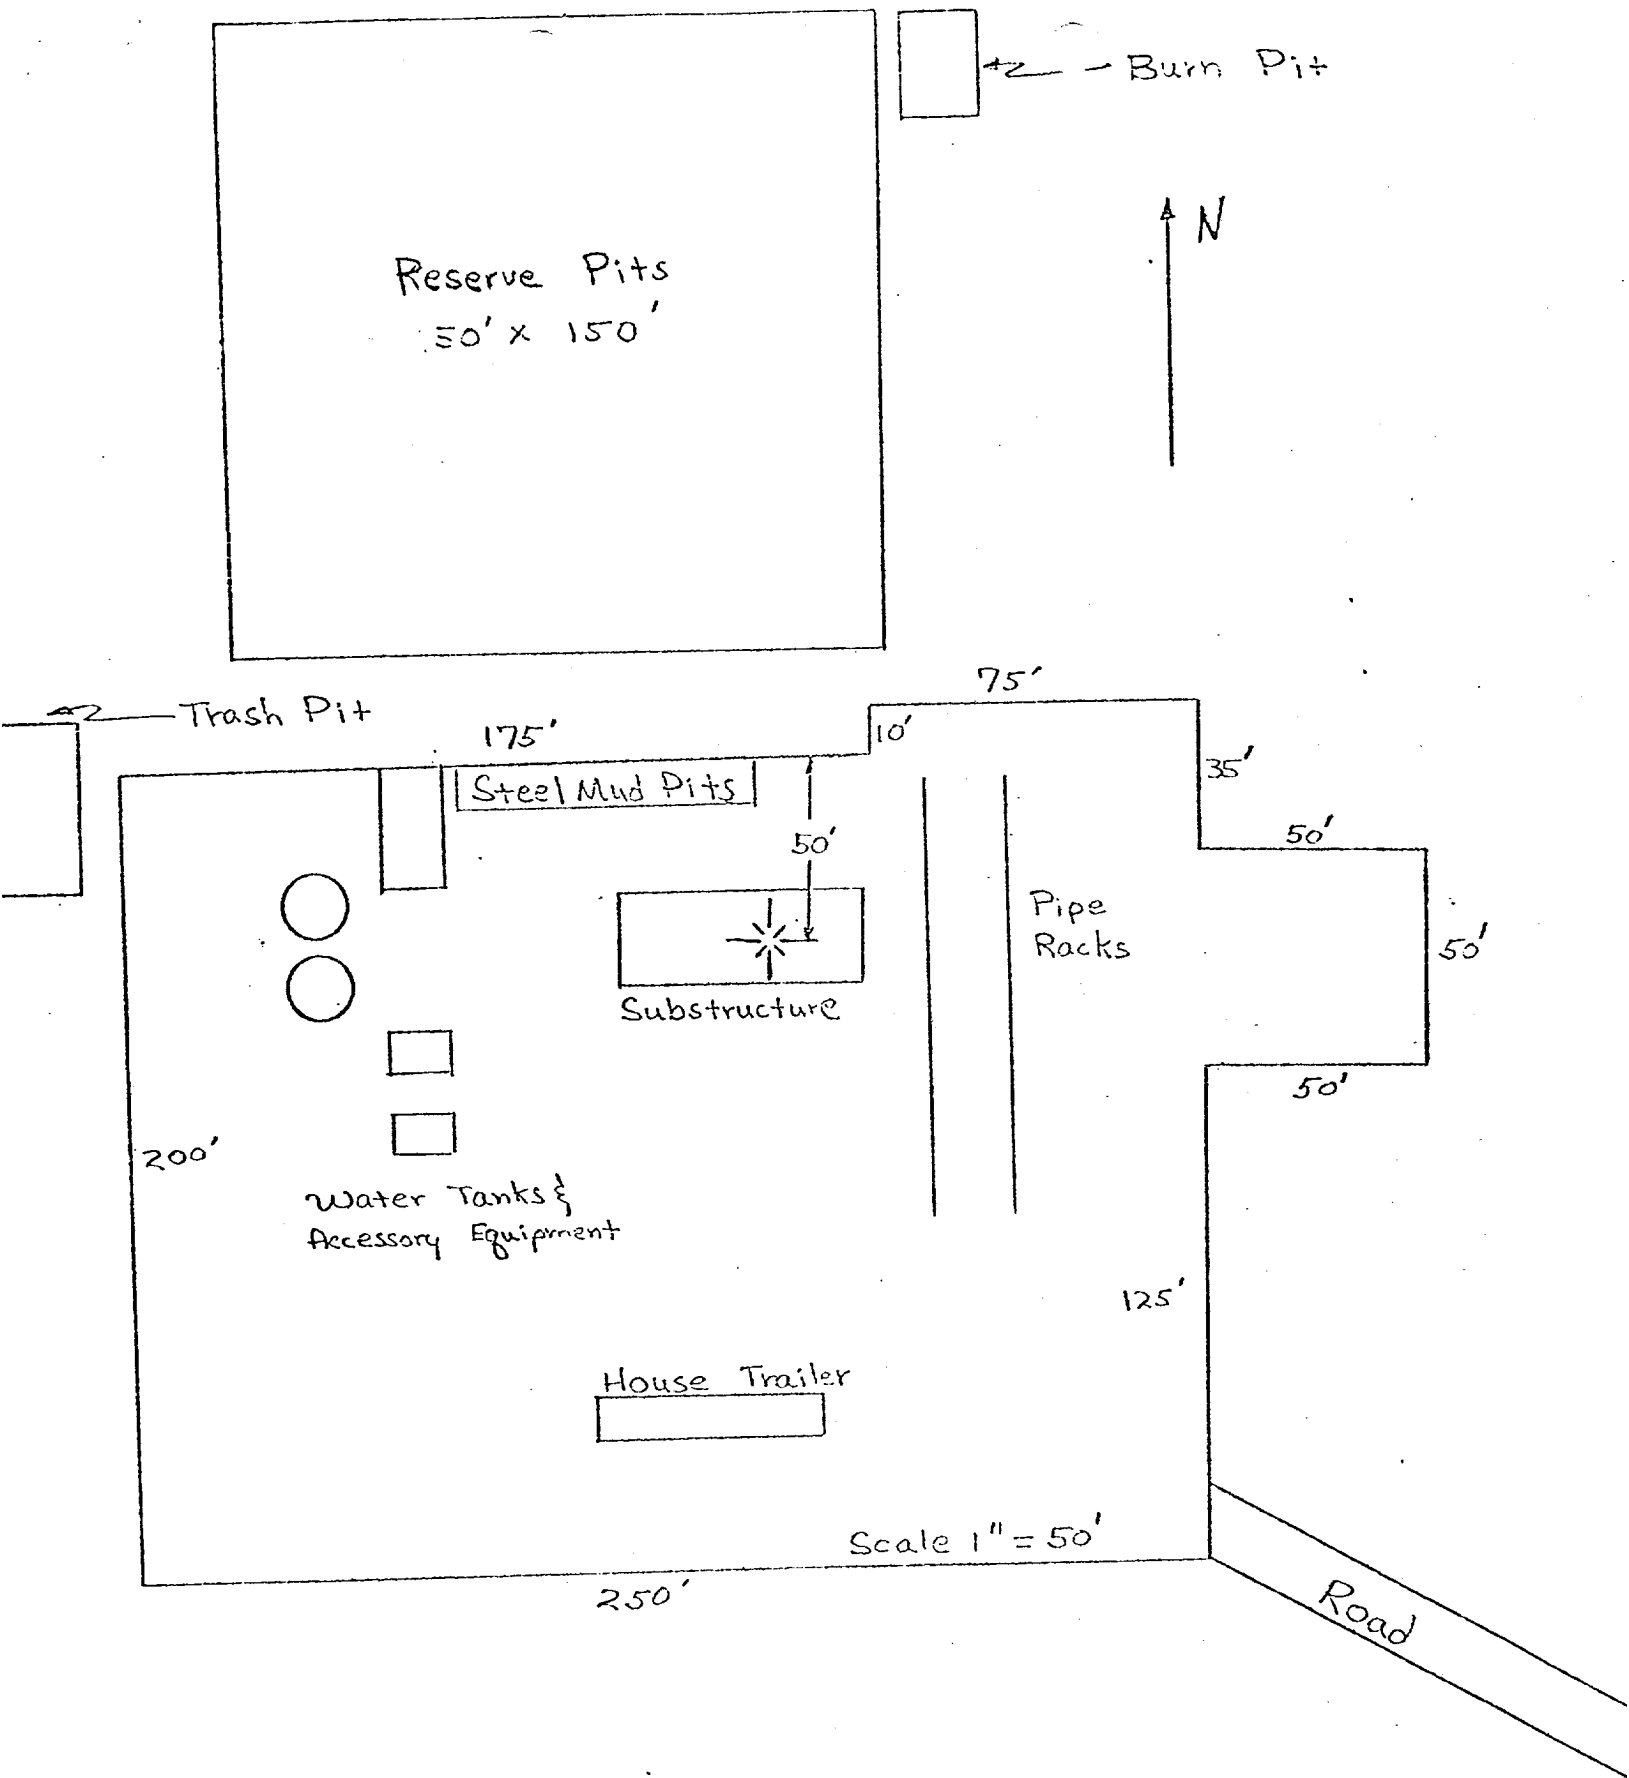 Burn Pit
N
Reserve Pits
50' x 150'
75'
Trash Pit
175'
10'
35'
Steel Mud Pits
50'
50'
Pipe
Racks
50'
Substructure
50'
200'
Water Tanks &
Accessory Equipment
125'
House Trailer
Scale 1" = 50'
250'
Road